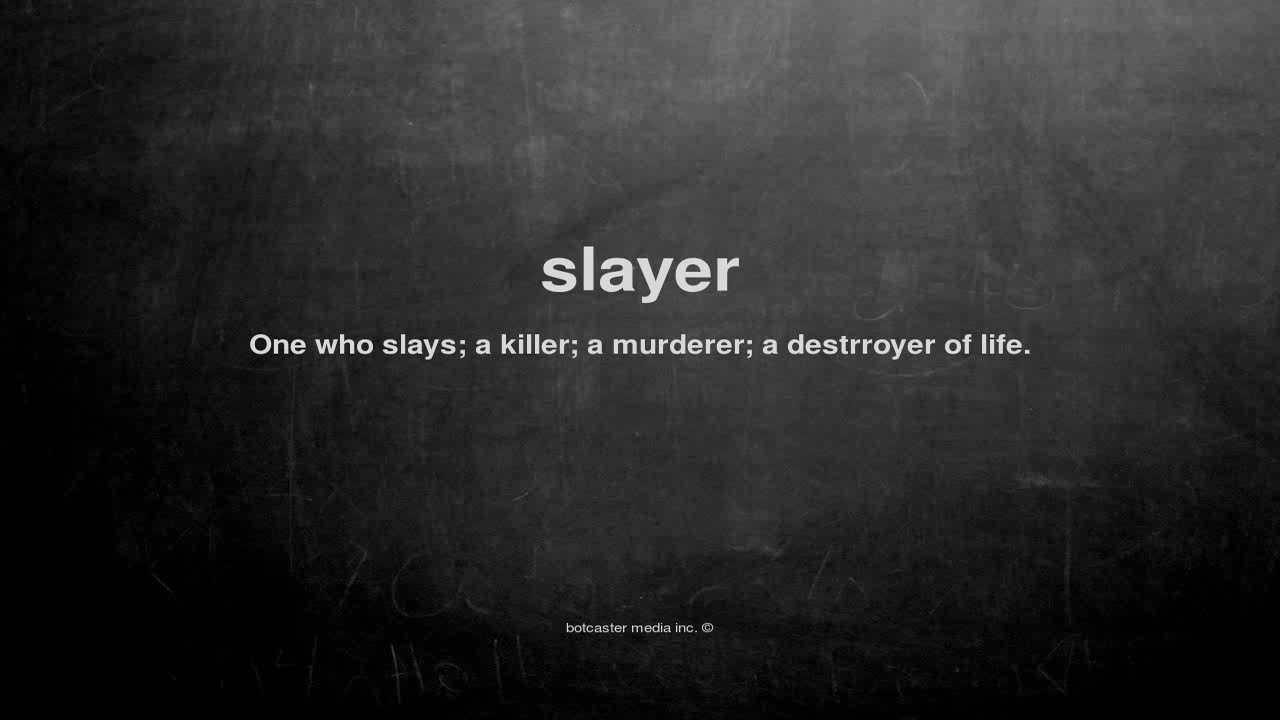 slayer
One who slays; a killer; a murderer; a destrroyer of life.
botcaster media inc. ©